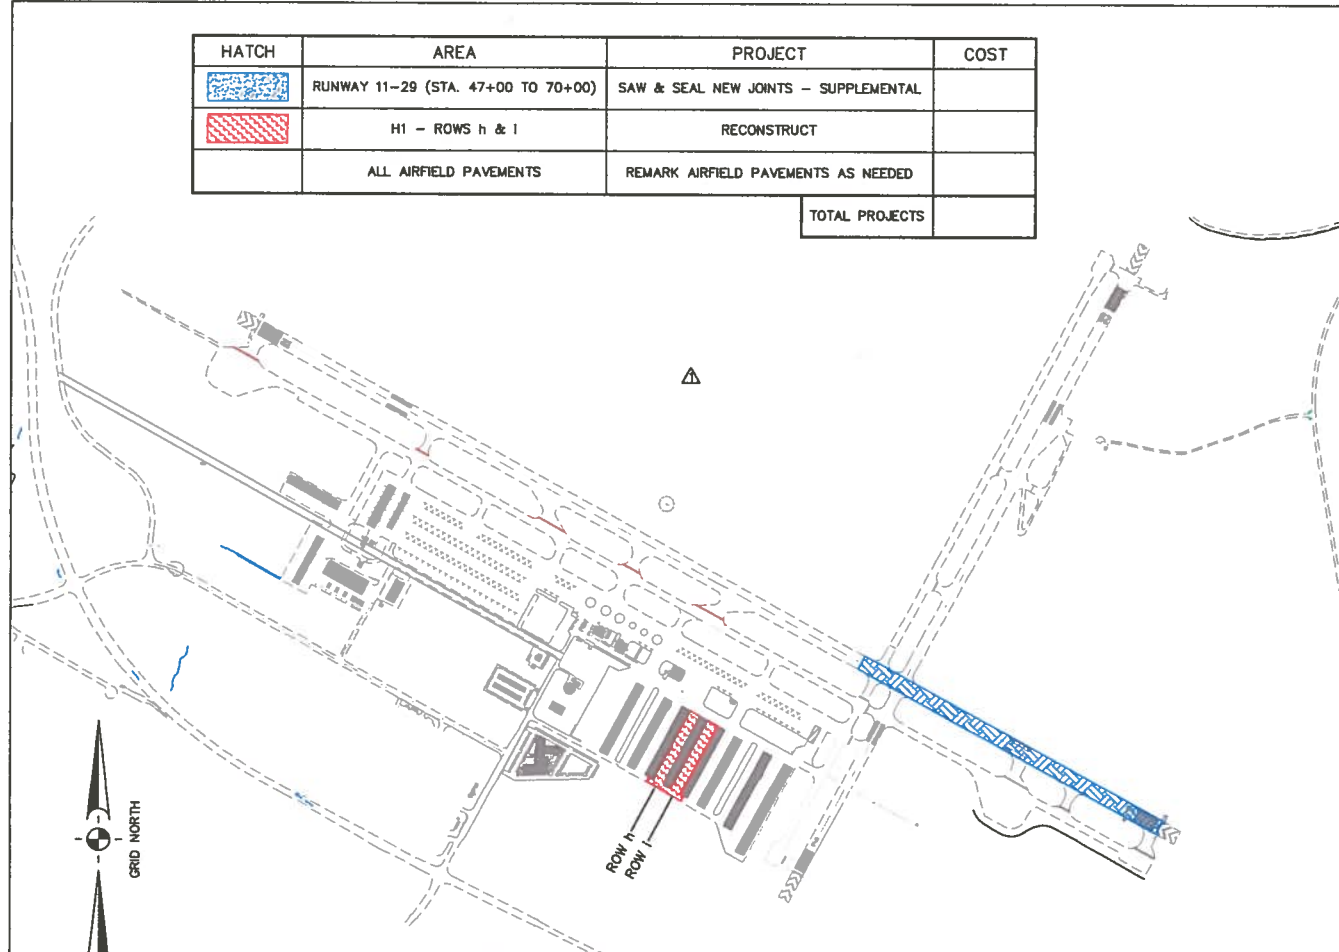 HATCH AREA PROJECT COST
RUNWAY 11-29 (STA. 47+00 TO 70+00) SAW & SEAL NEW JOINTS - SUPPLEMENTAL
H1 - ROWS h & i RECONSTRUCT
ALL AIRFIELD PAVEMENTS REMARK AIRFIELD PAVEMENTS AS NEEDED
TOTAL PROJECTS
GRID NORTH
ROW h
ROW i